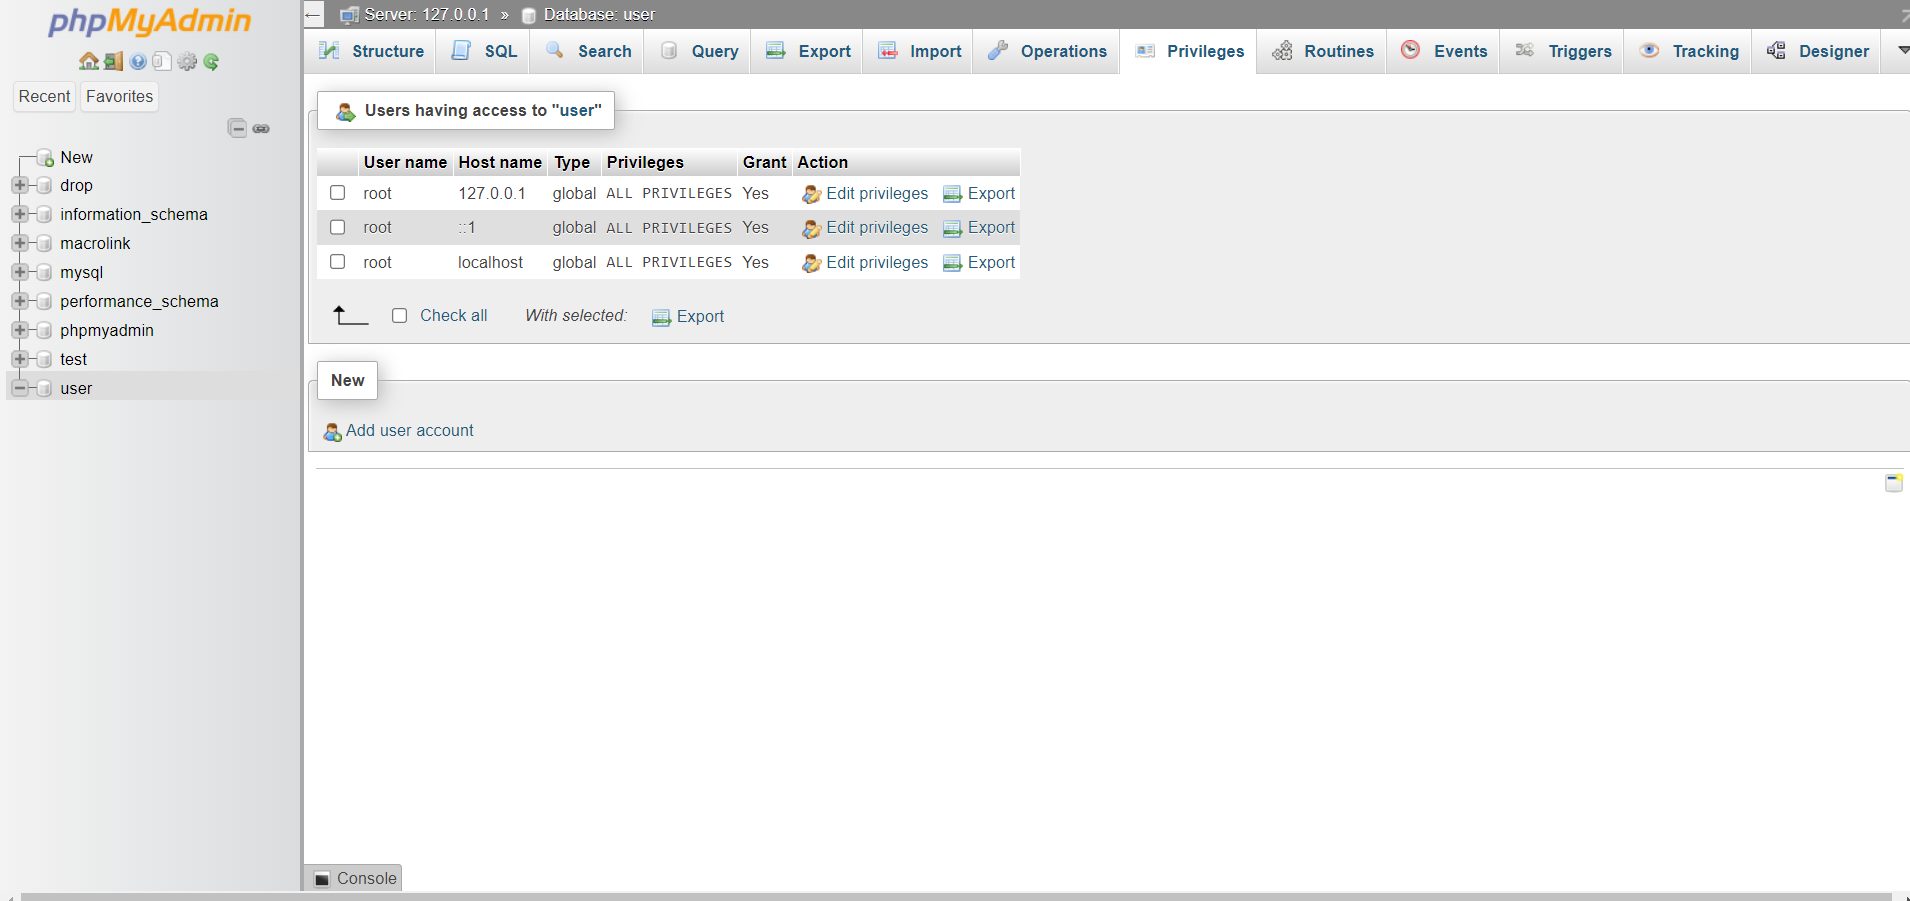 phpMyAdmin
Recent Favorites
New
drop
information_schema
macrolink
mysql
performance_schema
phpmyadmin
test
user
Server: 127.0.0.1 » Database: user
Structure SQL Search Query Export Import Operations Privileges Routines Events Triggers Tracking Designer
Users having access to "user"
User name Host name Type Privileges Grant Action
root 127.0.0.1 global ALL PRIVILEGES Yes Edit privileges Export
root ::1 global ALL PRIVILEGES Yes Edit privileges Export
root localhost global ALL PRIVILEGES Yes Edit privileges Export
Check all With selected: Export
New
Add user account
Console